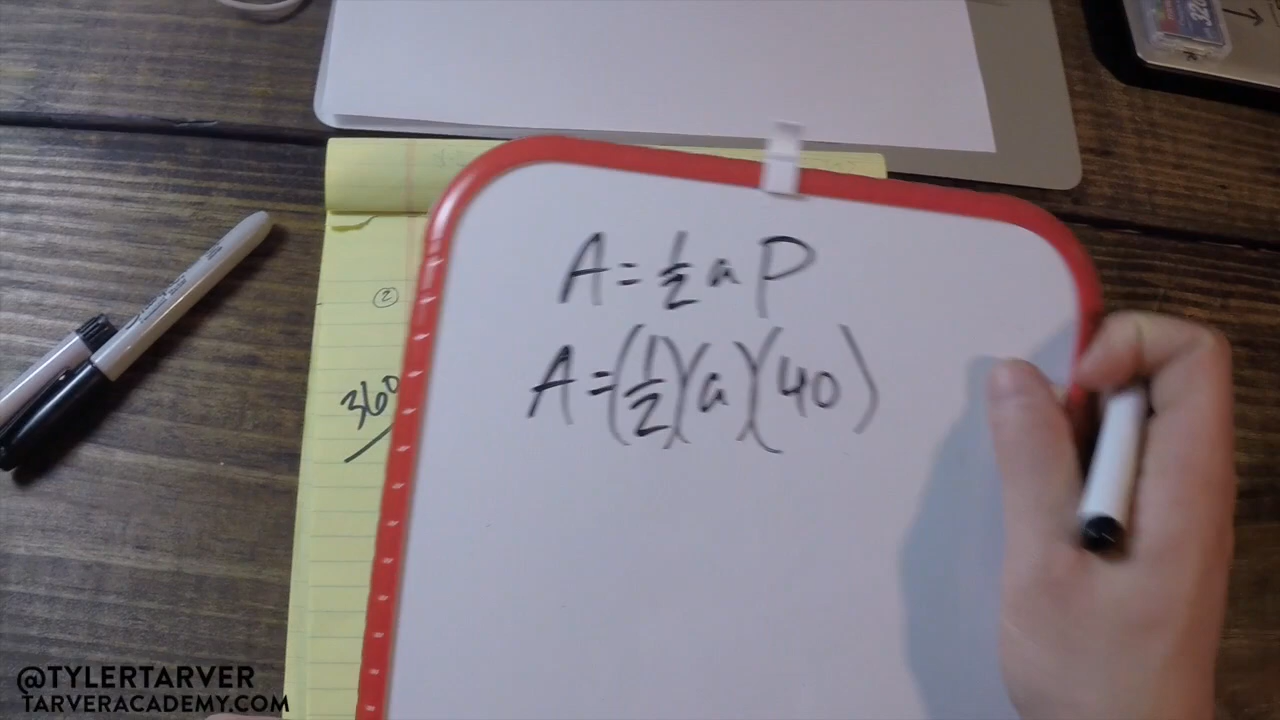 A = 1/2 a P
A = (1/2)(a)(40)
②
360°
@TYLERTARVER
TARVERACADEMY.COM